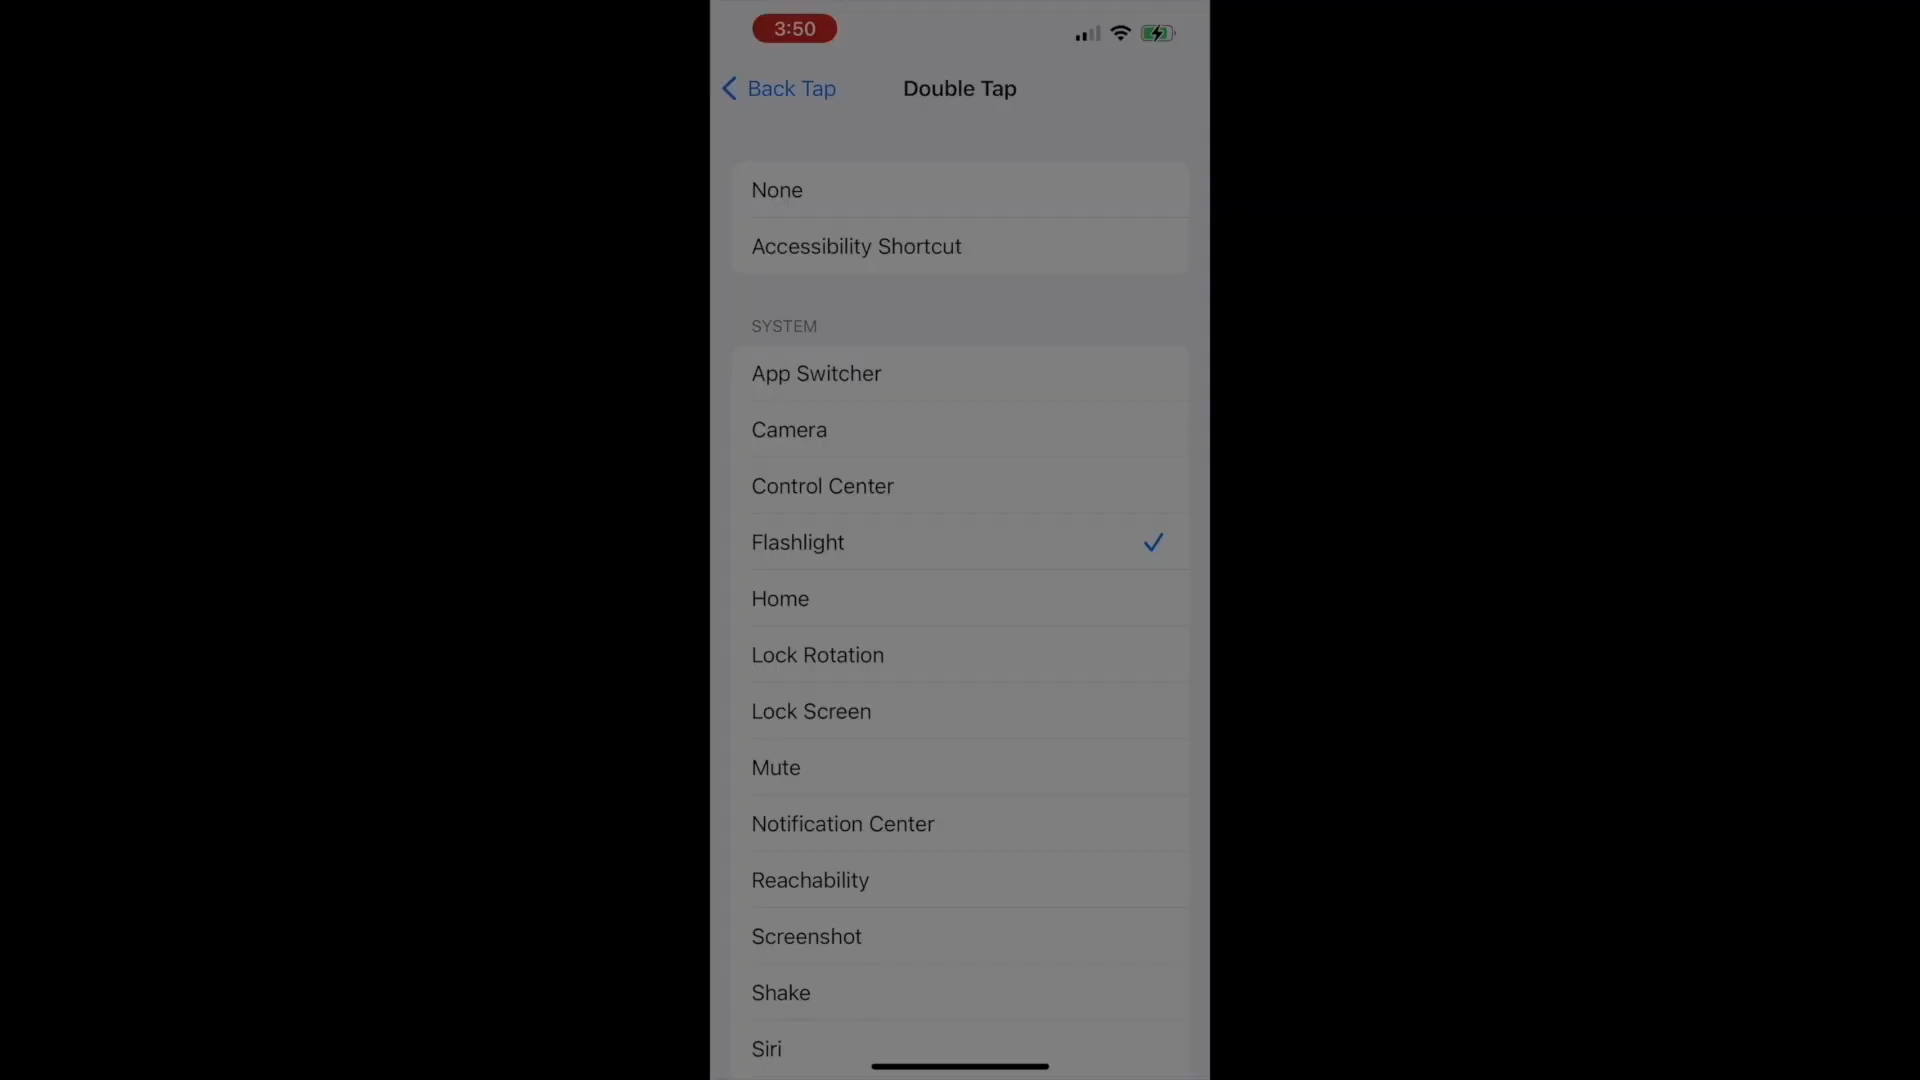 3:50
Back Tap
Double Tap
None
Accessibility Shortcut
SYSTEM
App Switcher
Camera
Control Center
Flashlight
Home
Lock Rotation
Lock Screen
Mute
Notification Center
Reachability
Screenshot
Shake
Siri